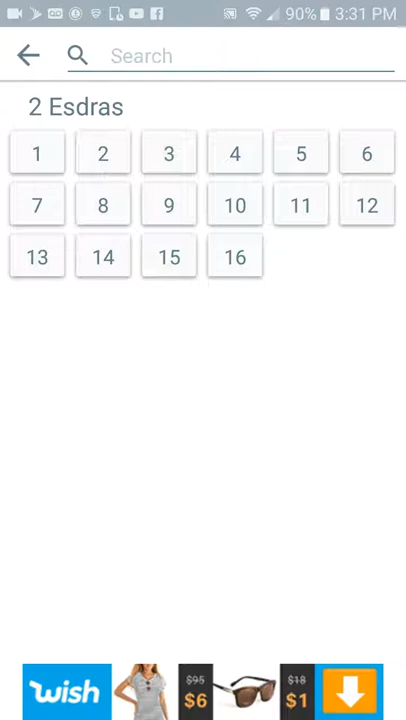 90% 3:31 PM
Search
2 Esdras
1 2 3 4 5 6
7 8 9 10 11 12
13 14 15 16
wish $95 $6 $18 $1